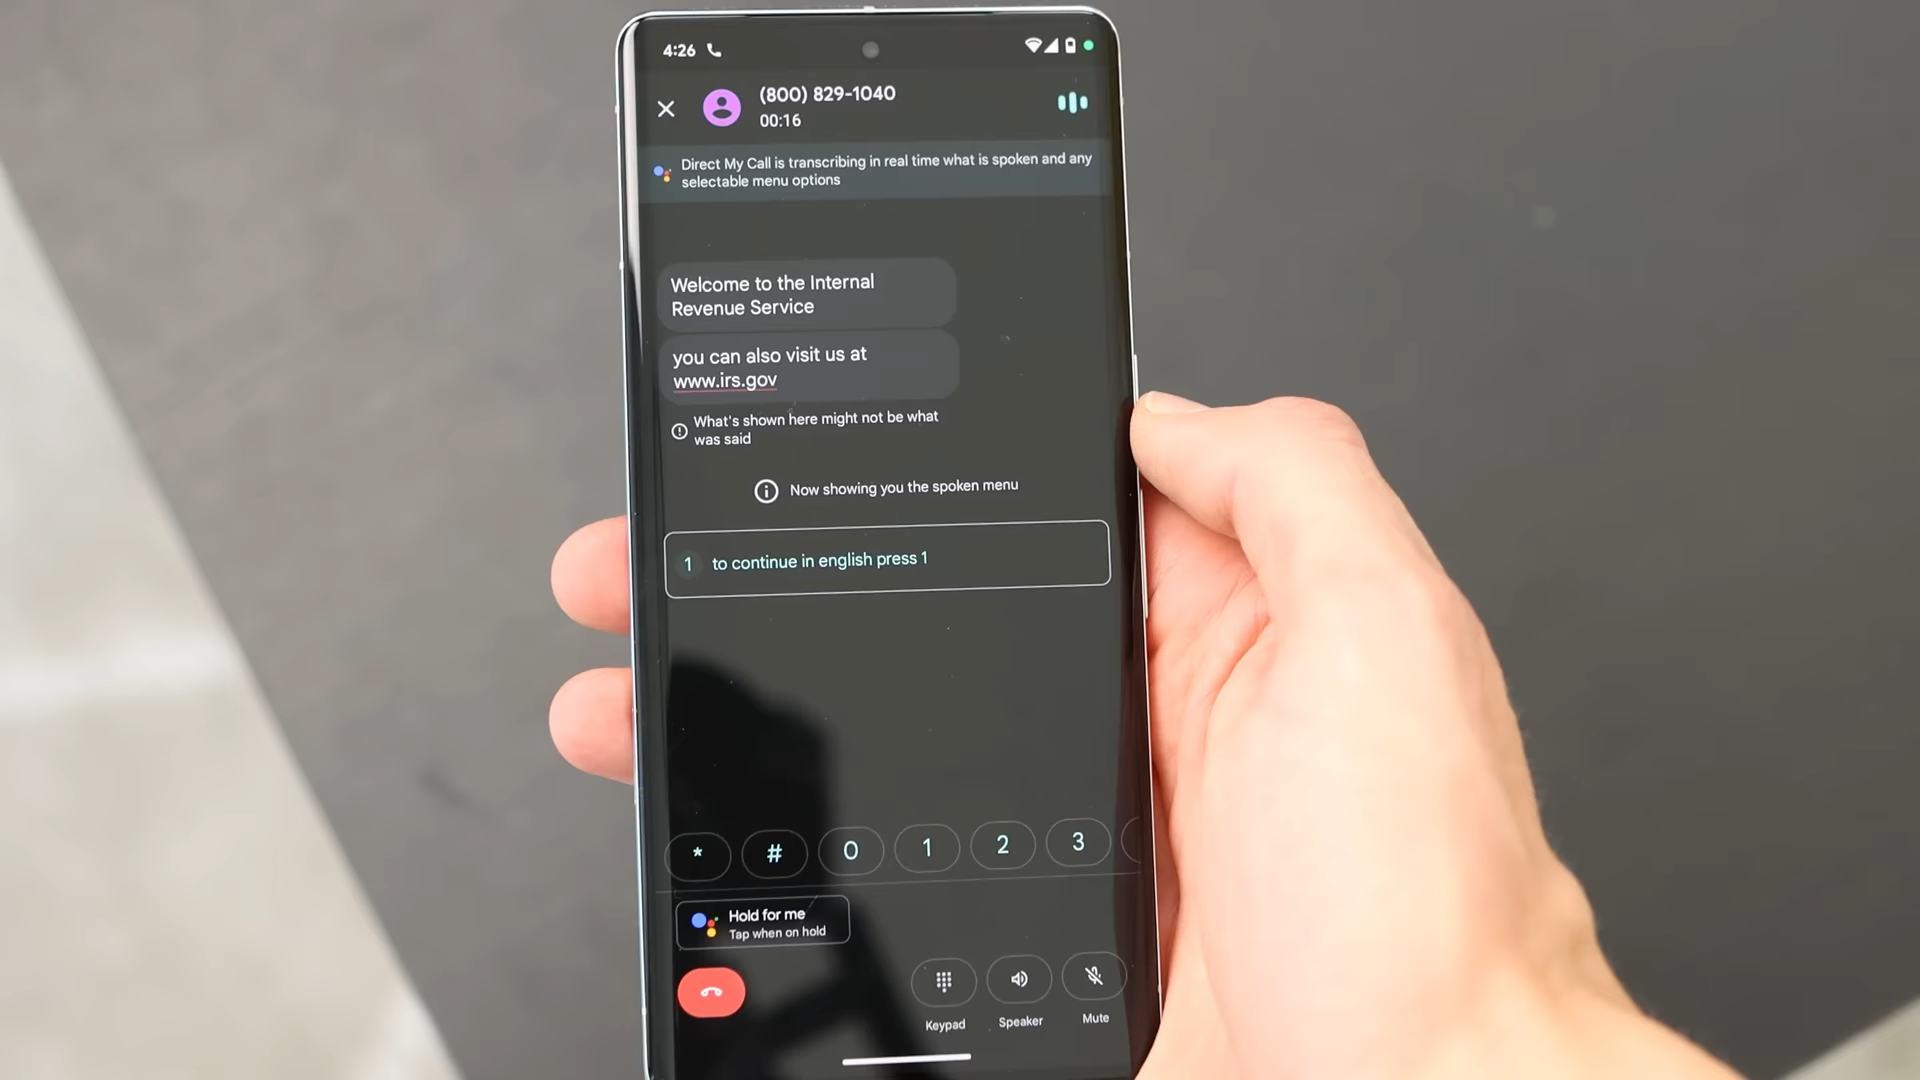 4:26
(800) 829-1040
00:16
Direct My Call is transcribing in real time what is spoken and any
selectable menu options
Welcome to the Internal
Revenue Service
you can also visit us at
www.irs.gov
What's shown here might not be what
was said
Now showing you the spoken menu
1 to continue in english press 1
* # 0 1 2 3
Hold for me
Tap when on hold
Keypad Speaker Mute